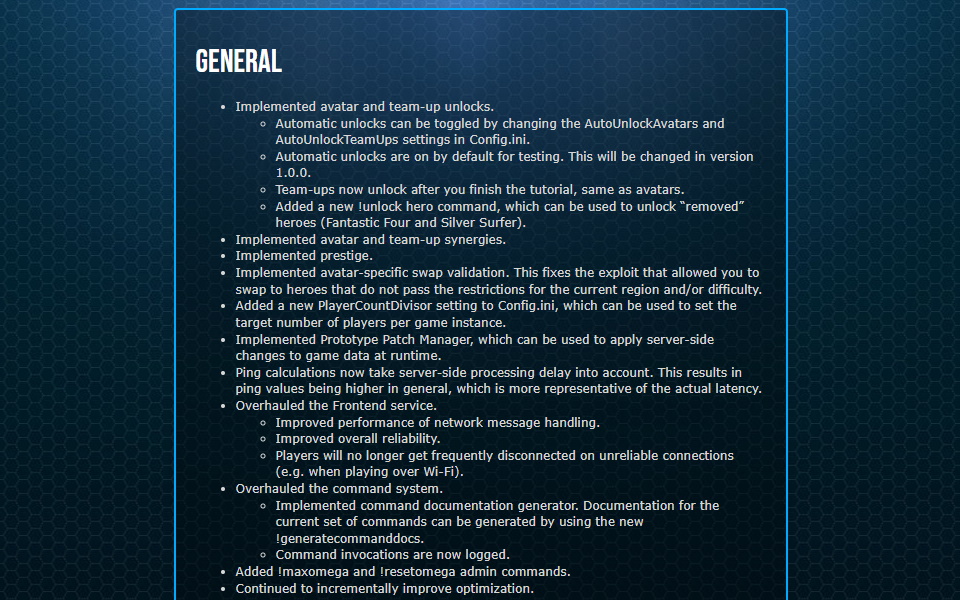 GENERAL
• Implemented avatar and team-up unlocks.
◦ Automatic unlocks can be toggled by changing the AutoUnlockAvatars and
AutoUnlockTeamUps settings in Config.ini.
◦ Automatic unlocks are on by default for testing. This will be changed in version
1.0.0.
◦ Team-ups now unlock after you finish the tutorial, same as avatars.
◦ Added a new !unlock hero command, which can be used to unlock “removed”
heroes (Fantastic Four and Silver Surfer).
• Implemented avatar and team-up synergies.
• Implemented prestige.
• Implemented avatar-specific swap validation. This fixes the exploit that allowed you to
swap to heroes that do not pass the restrictions for the current region and/or difficulty.
• Added a new PlayerCountDivisor setting to Config.ini, which can be used to set the
target number of players per game instance.
• Implemented Prototype Patch Manager, which can be used to apply server-side
changes to game data at runtime.
• Ping calculations now take server-side processing delay into account. This results in
ping values being higher in general, which is more representative of the actual latency.
• Overhauled the Frontend service.
◦ Improved performance of network message handling.
◦ Improved overall reliability.
◦ Players will no longer get frequently disconnected on unreliable connections
(e.g. when playing over Wi-Fi).
• Overhauled the command system.
◦ Implemented command documentation generator. Documentation for the
current set of commands can be generated by using the new
!generatecommanddocs.
◦ Command invocations are now logged.
• Added !maxomega and !resetomega admin commands.
• Continued to incrementally improve optimization.